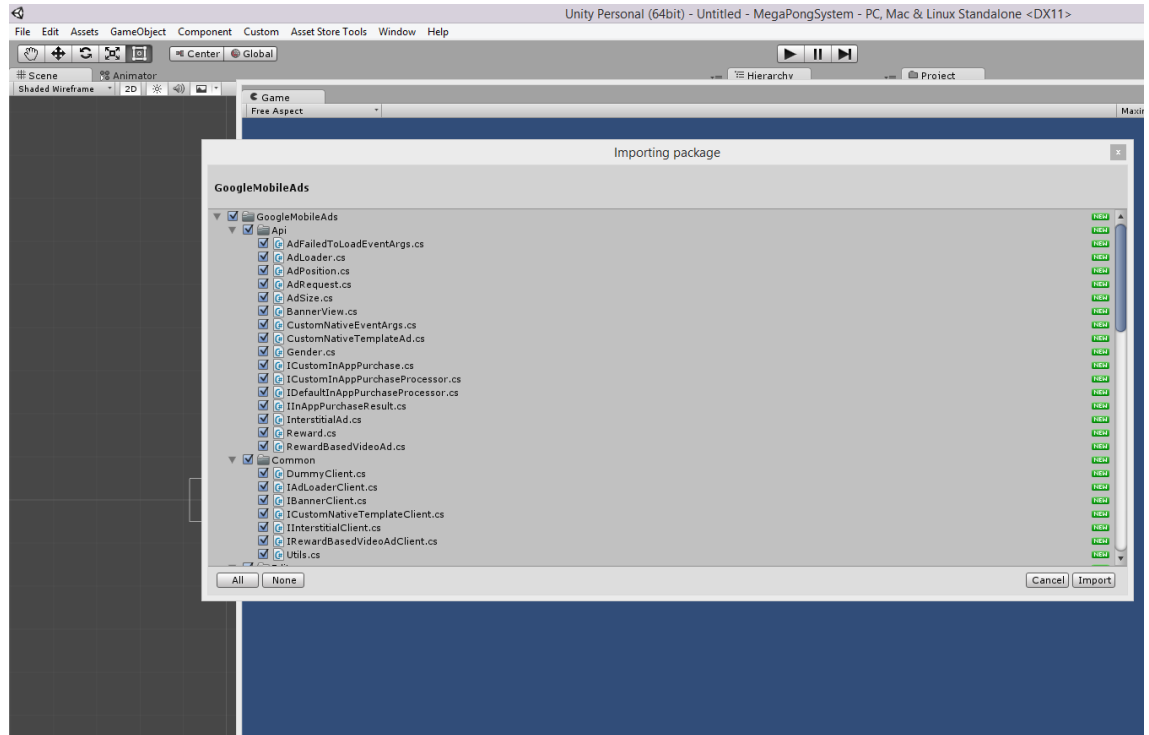 Unity Personal (64bit) - Untitled - MegaPongSystem - PC, Mac & Linux Standalone <DX11>
File Edit Assets GameObject Component Custom Asset Store Tools Window Help
Center Global
Scene Animator Hierarchy Project
Shaded Wireframe 2D
Game
Free Aspect
Importing package
GoogleMobileAds
GoogleMobileAds NEW
Api NEW
AdFailedToLoadEventArgs.cs NEW
AdLoader.cs NEW
AdPosition.cs NEW
AdRequest.cs NEW
AdSize.cs NEW
BannerView.cs NEW
CustomNativeEventArgs.cs NEW
CustomNativeTemplateAd.cs NEW
Gender.cs NEW
ICustomInAppPurchase.cs NEW
ICustomInAppPurchaseProcessor.cs NEW
IDefaultInAppPurchaseProcessor.cs NEW
IInAppPurchaseResult.cs NEW
InterstitialAd.cs NEW
Reward.cs NEW
RewardBasedVideoAd.cs NEW
Common NEW
DummyClient.cs NEW
IAdLoaderClient.cs NEW
IBannerClient.cs NEW
ICustomNativeTemplateClient.cs NEW
IInterstitialClient.cs NEW
IRewardBasedVideoAdClient.cs NEW
Utils.cs NEW
All None Cancel Import